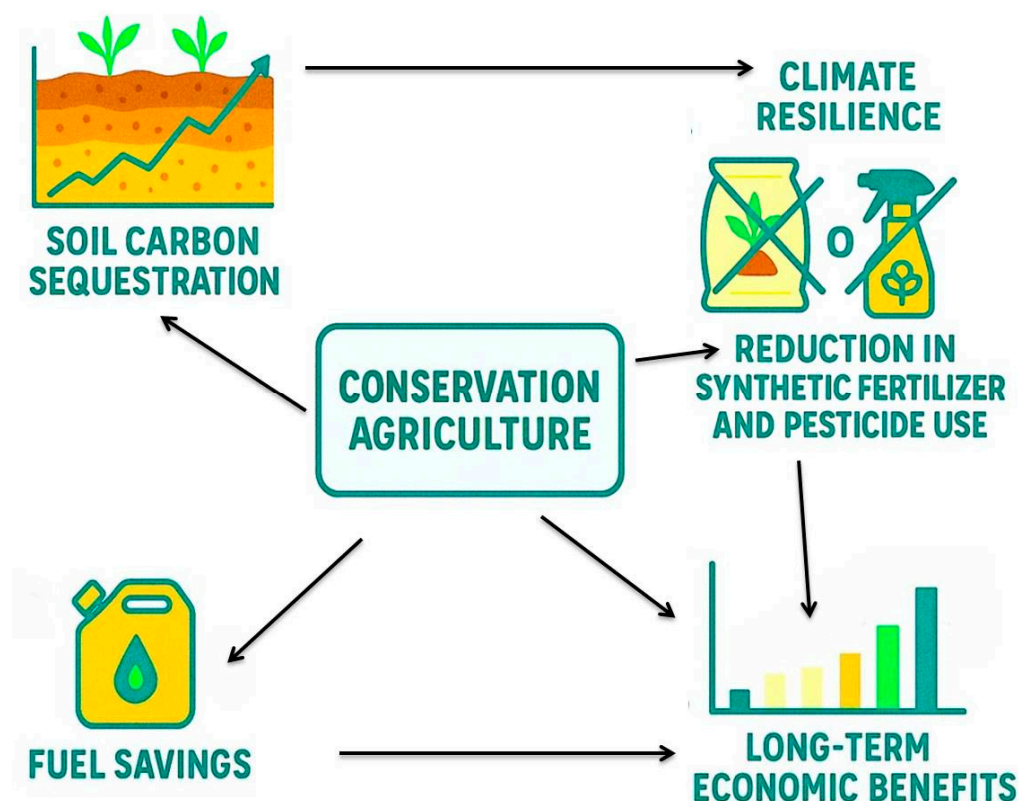 CLIMATE
RESILIENCE
SOIL CARBON
SEQUESTRATION
O
REDUCTION IN
SYNTHETIC FERTILIZER
AND PESTICIDE USE
CONSERVATION
AGRICULTURE
FUEL SAVINGS
LONG-TERM
ECONOMIC BENEFITS